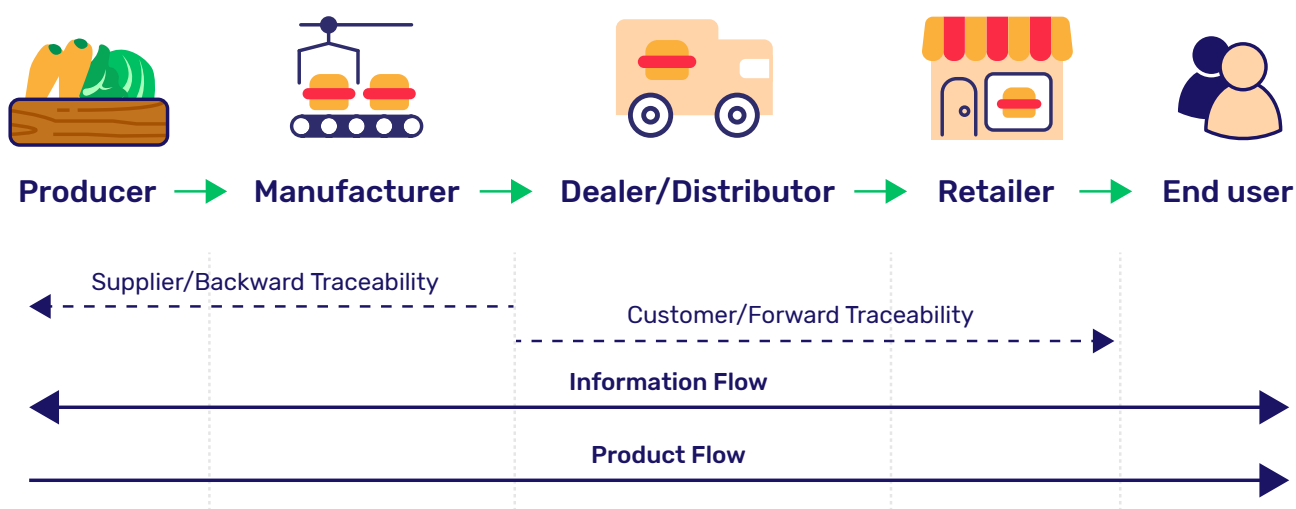 Producer
Manufacturer
Dealer/Distributor
Retailer
End user
Supplier/Backward Traceability
Customer/Forward Traceability
Information Flow
Product Flow